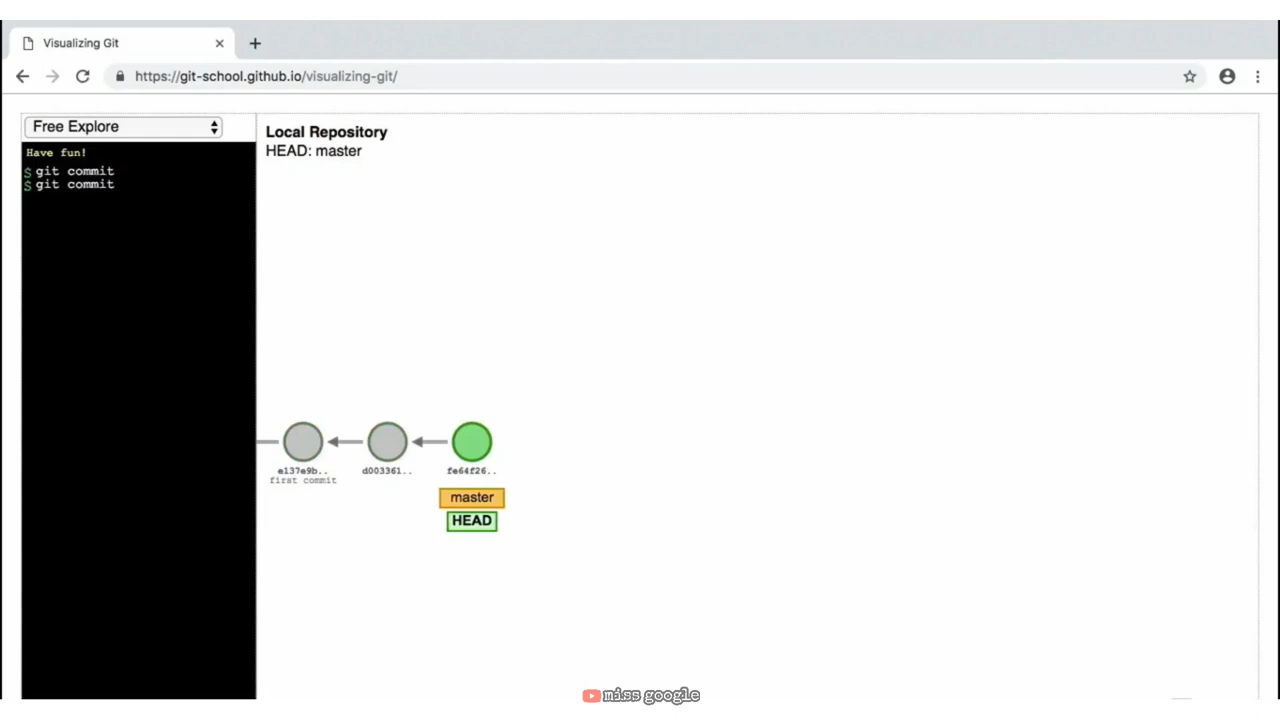 Visualizing Git
https://git-school.github.io/visualizing-git/
Free Explore
Have fun!
$ git commit
$ git commit
Local Repository
HEAD: master
e137e9b..
first commit
d003361..
fe64f26..
master
HEAD
miss google